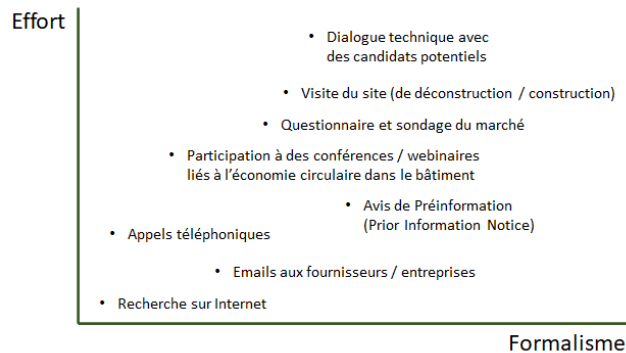 Effort
• Dialogue technique avec
des candidats potentiels
• Visite du site (de déconstruction / construction)
• Questionnaire et sondage du marché
• Participation à des conférences / webinaires
liés à l'économie circulaire dans le bâtiment
• Avis de Préinformation
(Prior Information Notice)
• Appels téléphoniques
• Emails aux fournisseurs / entreprises
• Recherche sur Internet
Formalisme